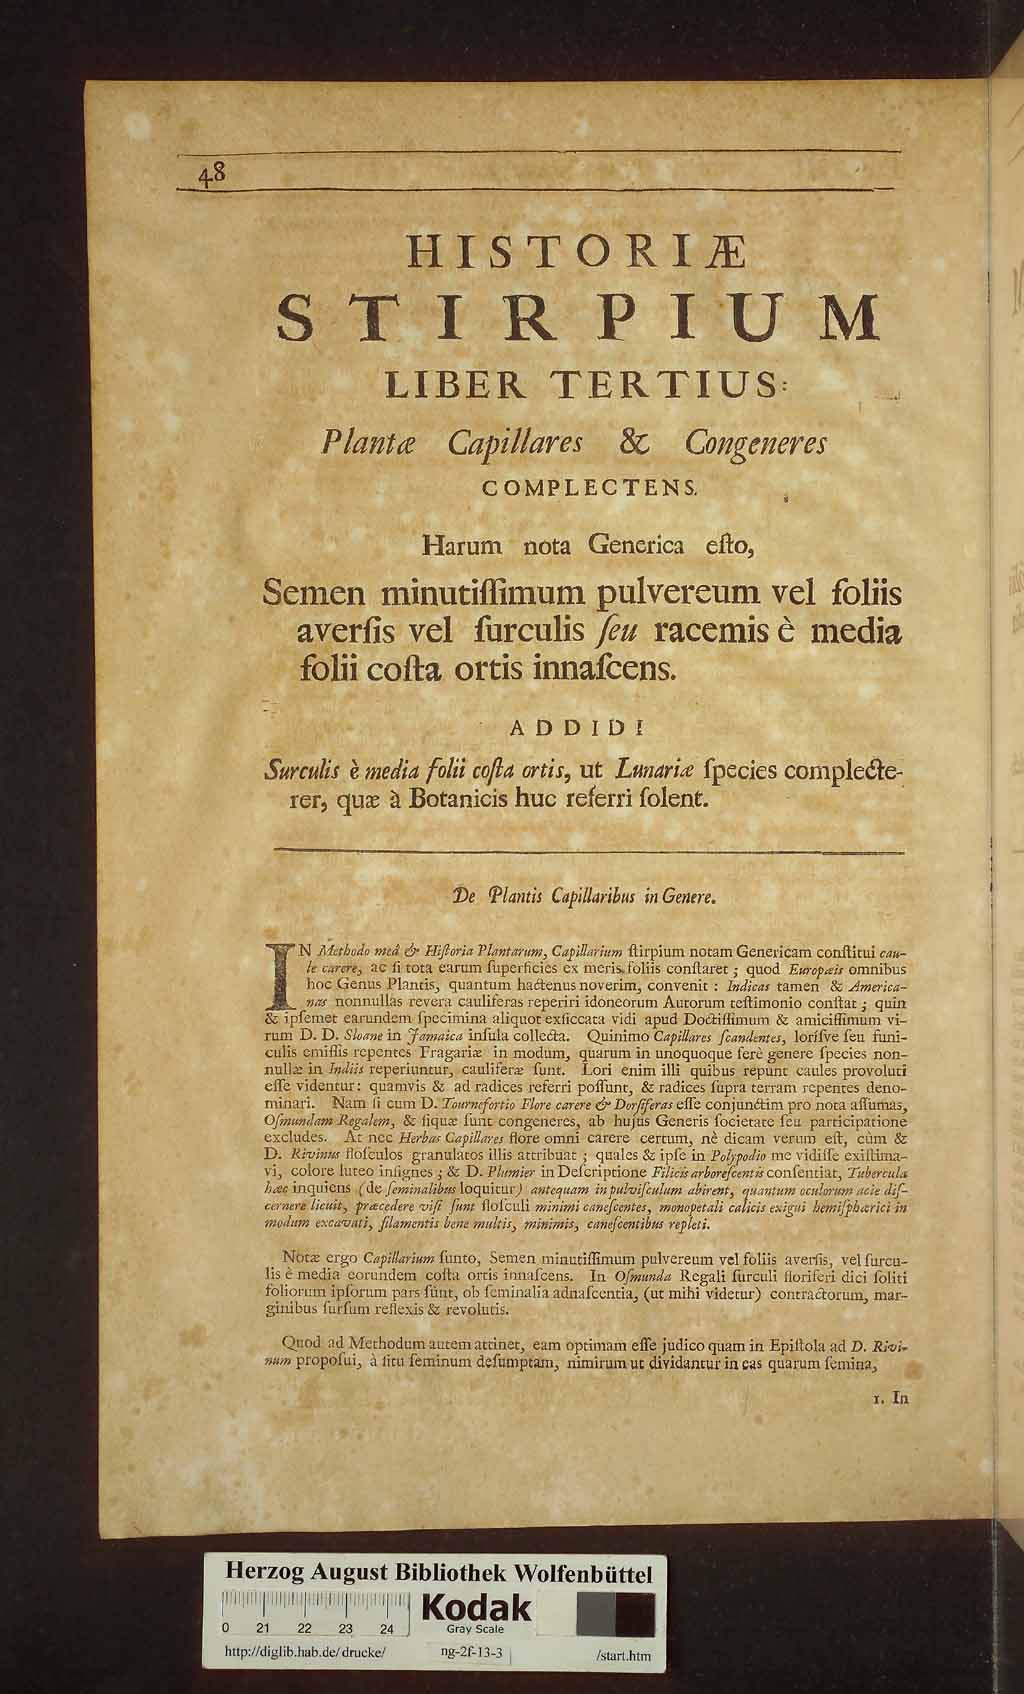 48
HISTORIÆ
STIRPIUM
LIBER TERTIUS:
Plantæ Capillares & Congeneres
COMPLECTENS.
Harum nota Generica eſto,
Semen minutiſſimum pulvereum vel foliis
averſis vel ſurculis ſeu racemis è media
folii coſta ortis innaſcens.
ADDIDI
Surculis è media folii coſta ortis, ut Lunariæ ſpecies complecte-
rer, quæ à Botanicis huc referri ſolent.
De Plantis Capillaribus in Genere.
IN Methodo meâ & Hiſtoria Plantarum, Capillarium ſtirpium notam Genericam conſtitui cau-
le carere, ac ſi tota earum ſuperficies ex meris foliis conſtaret; quod Europæis omnibus
hoc Genus Plantis, quantum hactenus noverim, convenit: Indicas tamen & America-
nas nonnullas revera cauliferas reperiri idoneorum Autorum teſtimonio conſtat; quin
& ipſemet earundem ſpecimina aliquot exſiccata vidi apud Doctiſſimum & amiciſſimum vi-
rum D. D. Sloane in Jamaica inſula collecta. Quinimo Capillares ſcandentes, loriſve ſeu funi-
culis emiſſis repentes Fragariæ in modum, quarum in unoquoque ferè genere ſpecies non-
nullæ in Indiis reperiuntur, cauliferæ ſunt. Lori enim illi quibus repunt caules provoluti
eſſe videntur: quamvis & ad radices referri poſſunt, & radices ſupra terram repentes deno-
minari. Nam ſi cum D. Tournefortio Flore carere & Dorſiferas eſſe conjunctim pro nota aſſumas,
Oſmundam Regalem, & ſiquæ ſunt congeneres, ab hujus Generis ſocietate ſeu participatione
excludes. At nec Herbas Capillares flore omni carere certum, nè dicam verum eſt, cùm &
D. Rivinus floſculos granulatos illis attribuat; quales & ipſe in Polypodio me vidiſſe exiſtima-
vi, colore luteo inſignes; & D. Plumier in Deſcriptione Filicis arboreſcentis conſentiat, Tubercula
hæc inquiens (de ſeminalibus loquitur) antequam in pulviſculum abirent, quantum oculorum acie diſ-
cernere licuit, præcedere viſi ſunt floſculi minimi caneſcentes, monopetali calicis exigui hemiſphærici in
modum excavati, filamentis bene multis, minimis, caneſcentibus repleti.
Notæ ergo Capillarium ſunto, Semen minutiſſimum pulvereum vel foliis averſis, vel ſurcu-
lis è media eorundem coſta ortis innaſcens. In Oſmunda Regali ſurculi floriferi dici ſoliti
foliorum ipſorum pars ſunt, ob ſeminalia adnaſcentia, (ut mihi videtur) contractorum, mar-
ginibus ſurſum reflexis & revolutis.
Quod ad Methodum autem attinet, eam optimam eſſe judico quam in Epiſtola ad D. Rivi-
num propoſui, à ſitu ſeminum deſumptam, nimirum ut dividantur in eas quarum ſemina,
1. In
Herzog August Bibliothek Wolfenbüttel
0 21 22 23 24
Kodak
Gray Scale
http://diglib.hab.de/drucke/ ng-2f-13-3 /start.htm